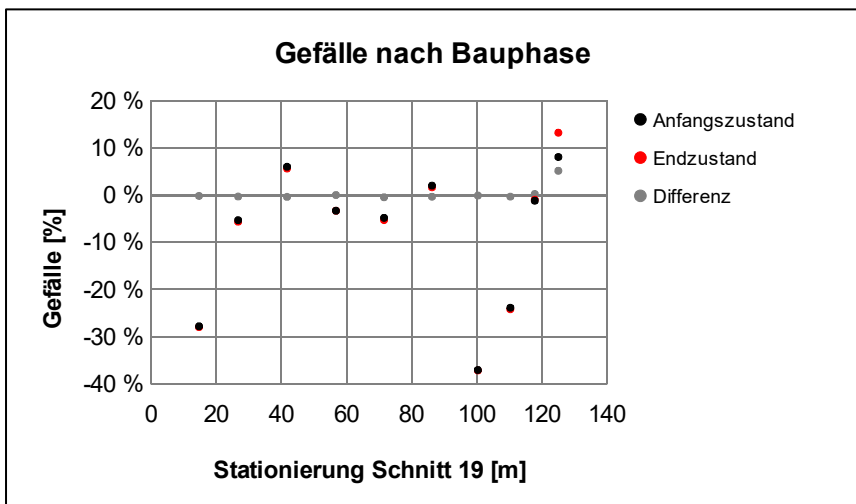 Gefälle nach Bauphase
20 %
10 %
0 %
-10 %
-20 %
-30 %
-40 %
Gefälle [%]
0 20 40 60 80 100 120 140
Stationierung Schnitt 19 [m]
Anfangszustand
Endzustand
Differenz